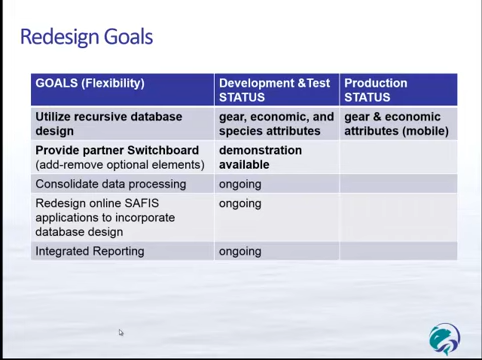 Redesign Goals
GOALS (Flexibility)
Development &Test
STATUS
Production
STATUS
Utilize recursive database
design
gear, economic, and
species attributes
gear & economic
attributes (mobile)
Provide partner Switchboard
(add-remove optional elements)
demonstration
available
Consolidate data processing
ongoing
Redesign online SAFIS
applications to incorporate
database design
ongoing
Integrated Reporting
ongoing